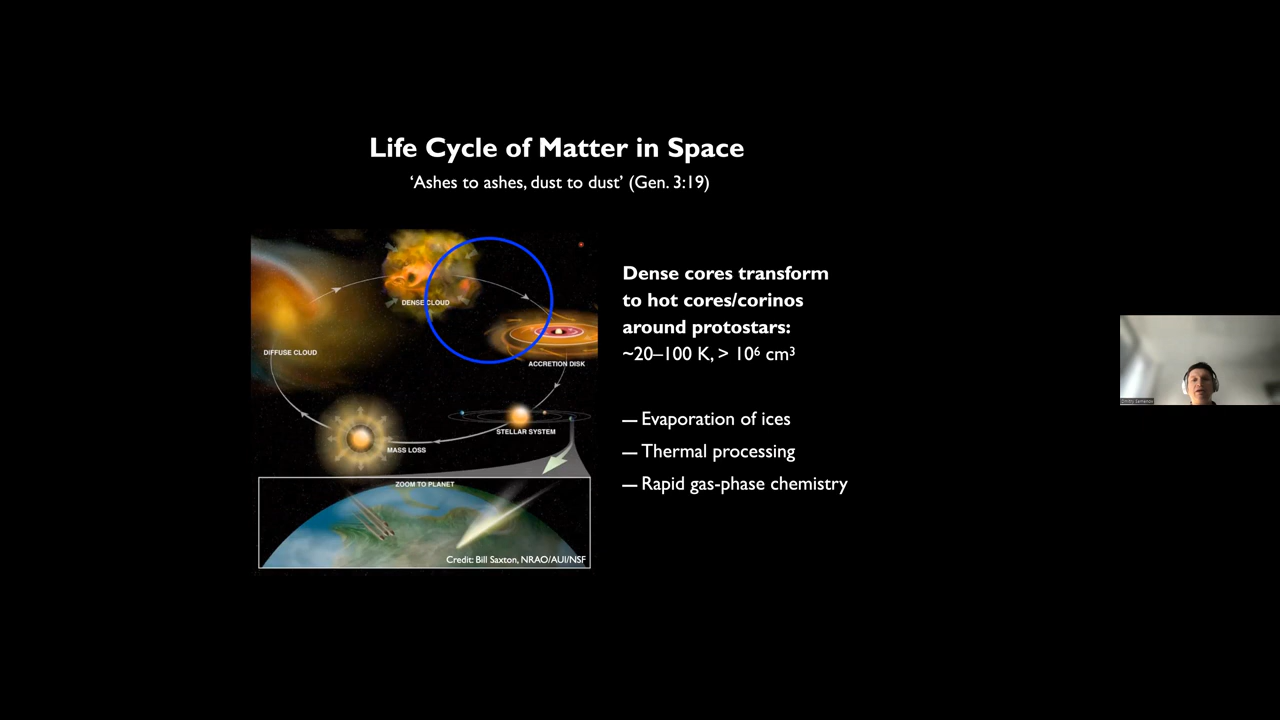 Life Cycle of Matter in Space
‘Ashes to ashes, dust to dust’ (Gen. 3:19)
DENSE CLOUD
DIFFUSE CLOUD
ACCRETION DISK
STELLAR SYSTEM
MASS LOSS
ZOOM TO PLANET
Credit: Bill Saxton, NRAO/AUI/NSF
Dense cores transform
to hot cores/corinos
around protostars:
~20–100 K, > 10⁶ cm³
— Evaporation of ices
— Thermal processing
— Rapid gas-phase chemistry